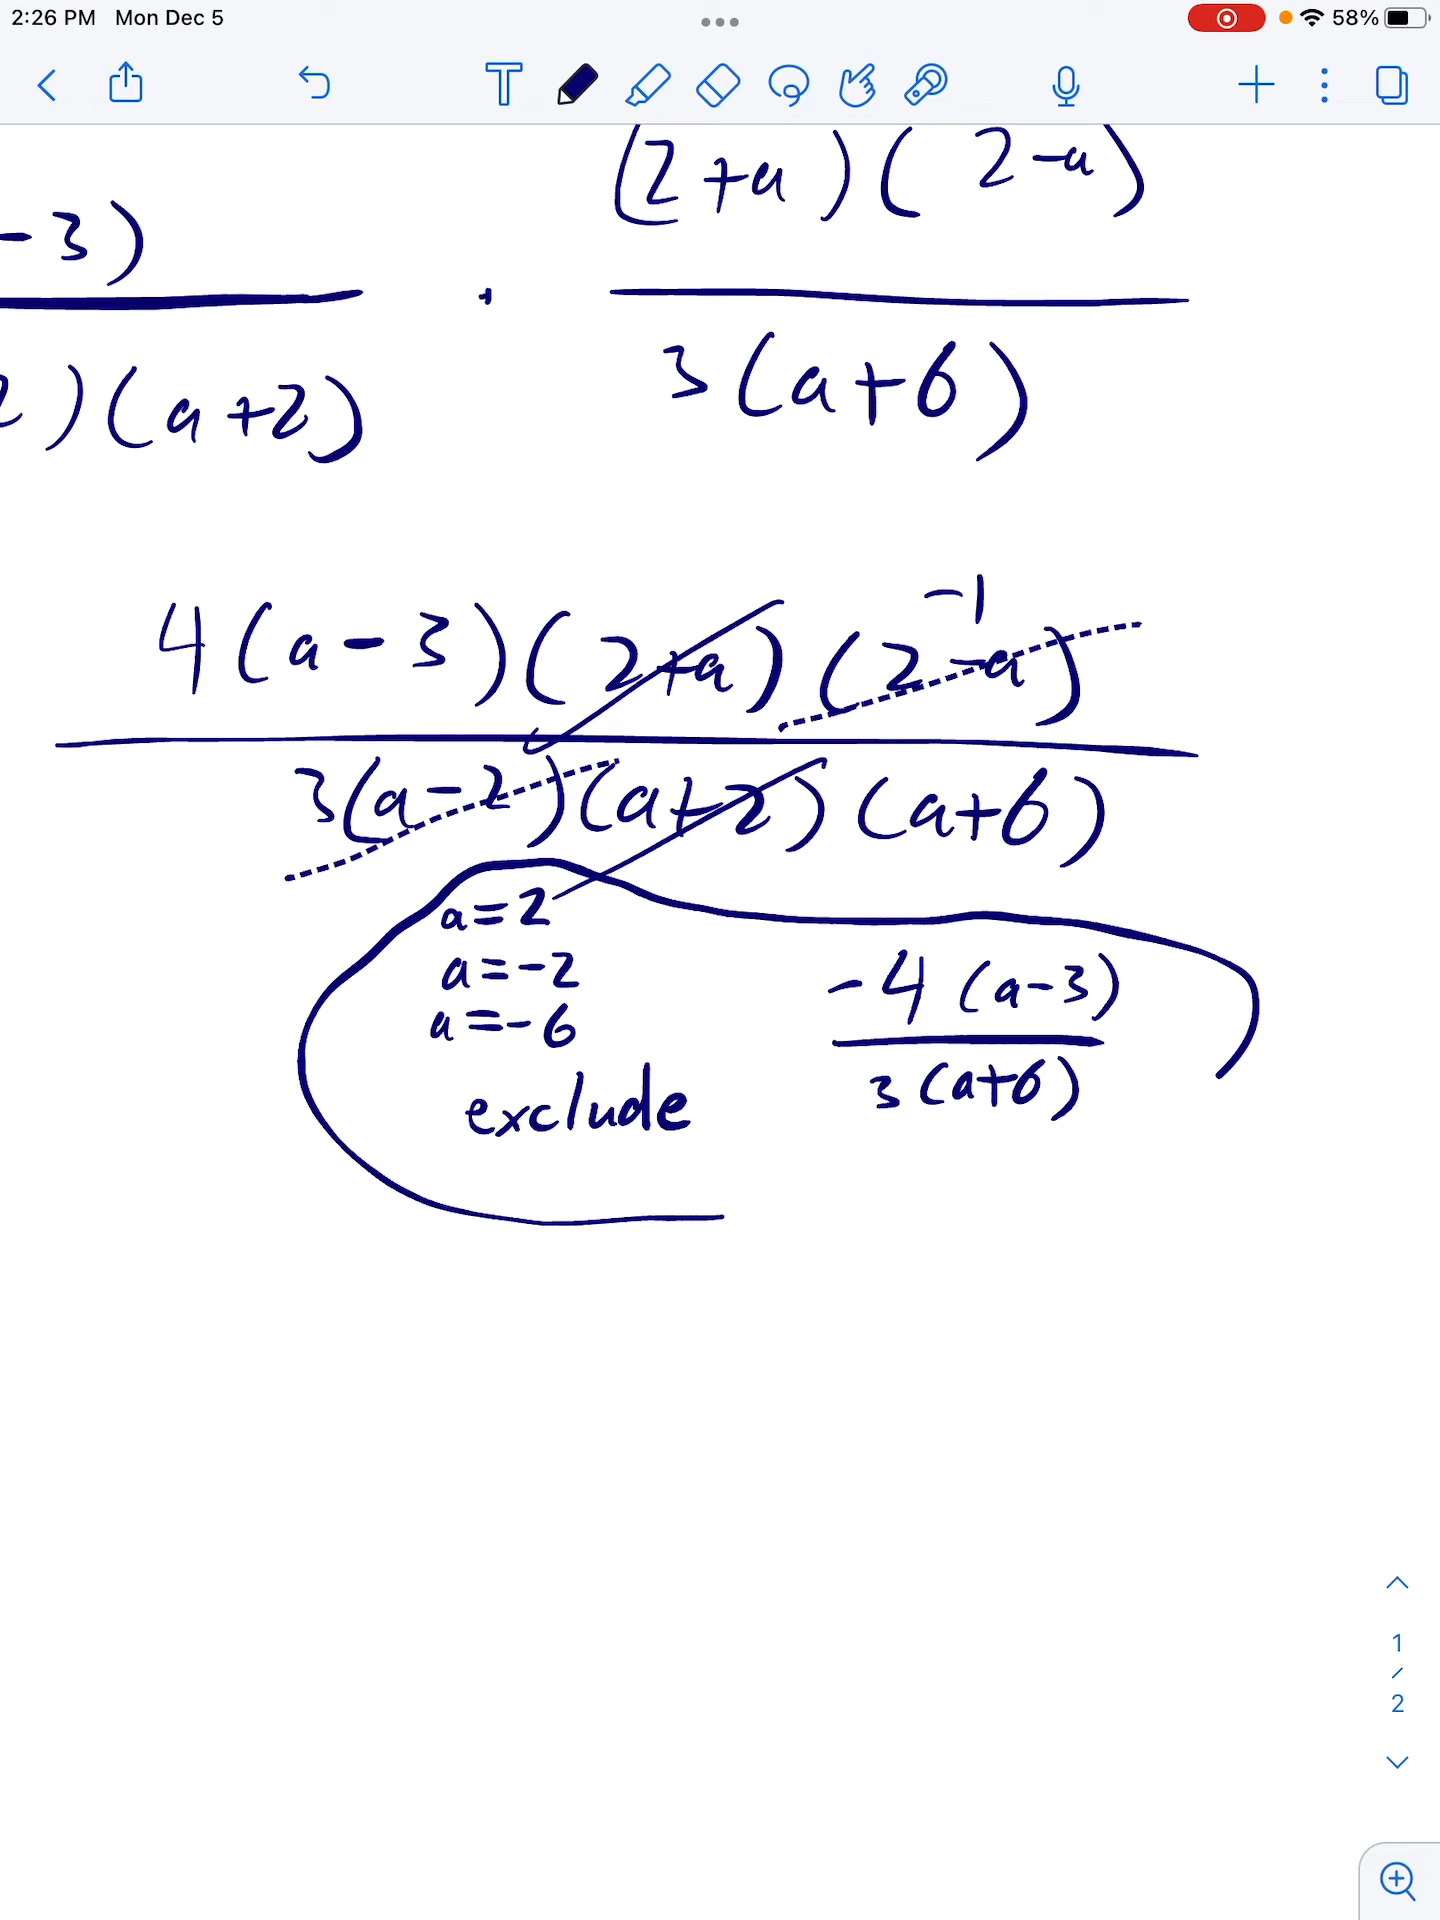 2:26 PM Mon Dec 5 58%
(2+a)(2-a)
-3)
3(a+6)
)(a+2)
-1
4(a-3)(2+a)(2-a)
3(a-2)(a+2)(a+6)
a=2
a=-2
a=-6
exclude
-4(a-3)
3(a+6)
1
/
2